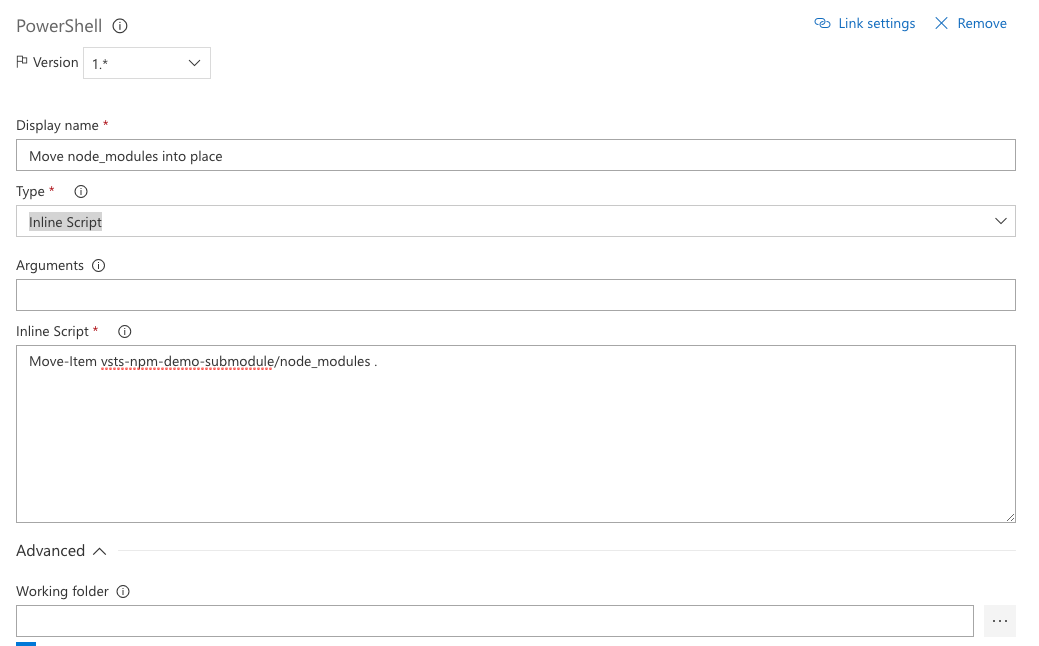 PowerShell
Link settings
Remove
Version
1.*
Display name *
Move node_modules into place
Type *
Inline Script
Arguments
Inline Script *
Move-Item vsts-npm-demo-submodule/node_modules .
Advanced
Working folder
...